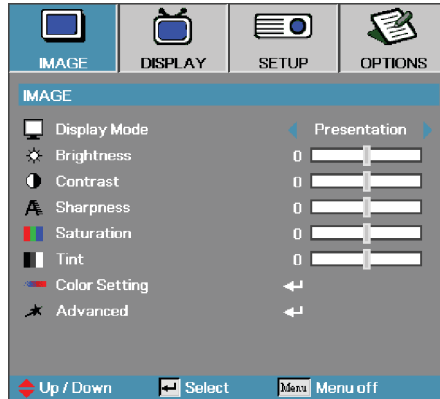 IMAGE DISPLAY SETUP OPTIONS
IMAGE
Display Mode Presentation
Brightness 0
Contrast 0
Sharpness 0
Saturation 0
Tint 0
Color Setting
Advanced
Up / Down Select Menu Menu off